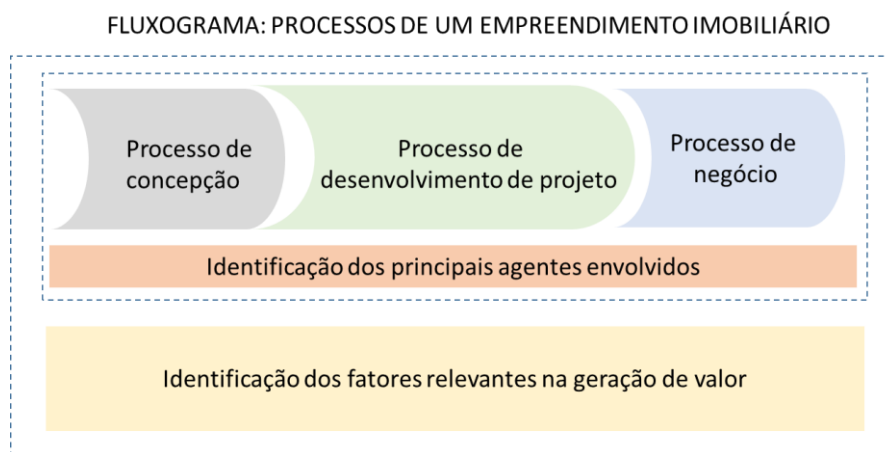 FLUXOGRAMA: PROCESSOS DE UM EMPREENDIMENTO IMOBILIÁRIO
Processo de
concepção
Processo de
desenvolvimento de projeto
Processo de
negócio
Identificação dos principais agentes envolvidos
Identificação dos fatores relevantes na geração de valor